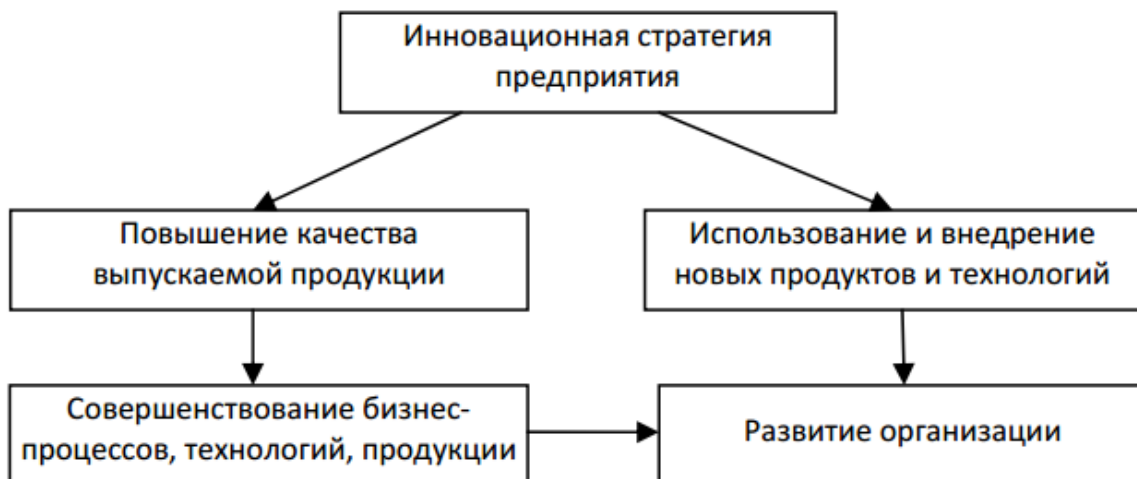 Инновационная стратегия
предприятия
Повышение качества
выпускаемой продукции
Использование и внедрение
новых продуктов и технологий
Совершенствование бизнес-
процессов, технологий, продукции
Развитие организации